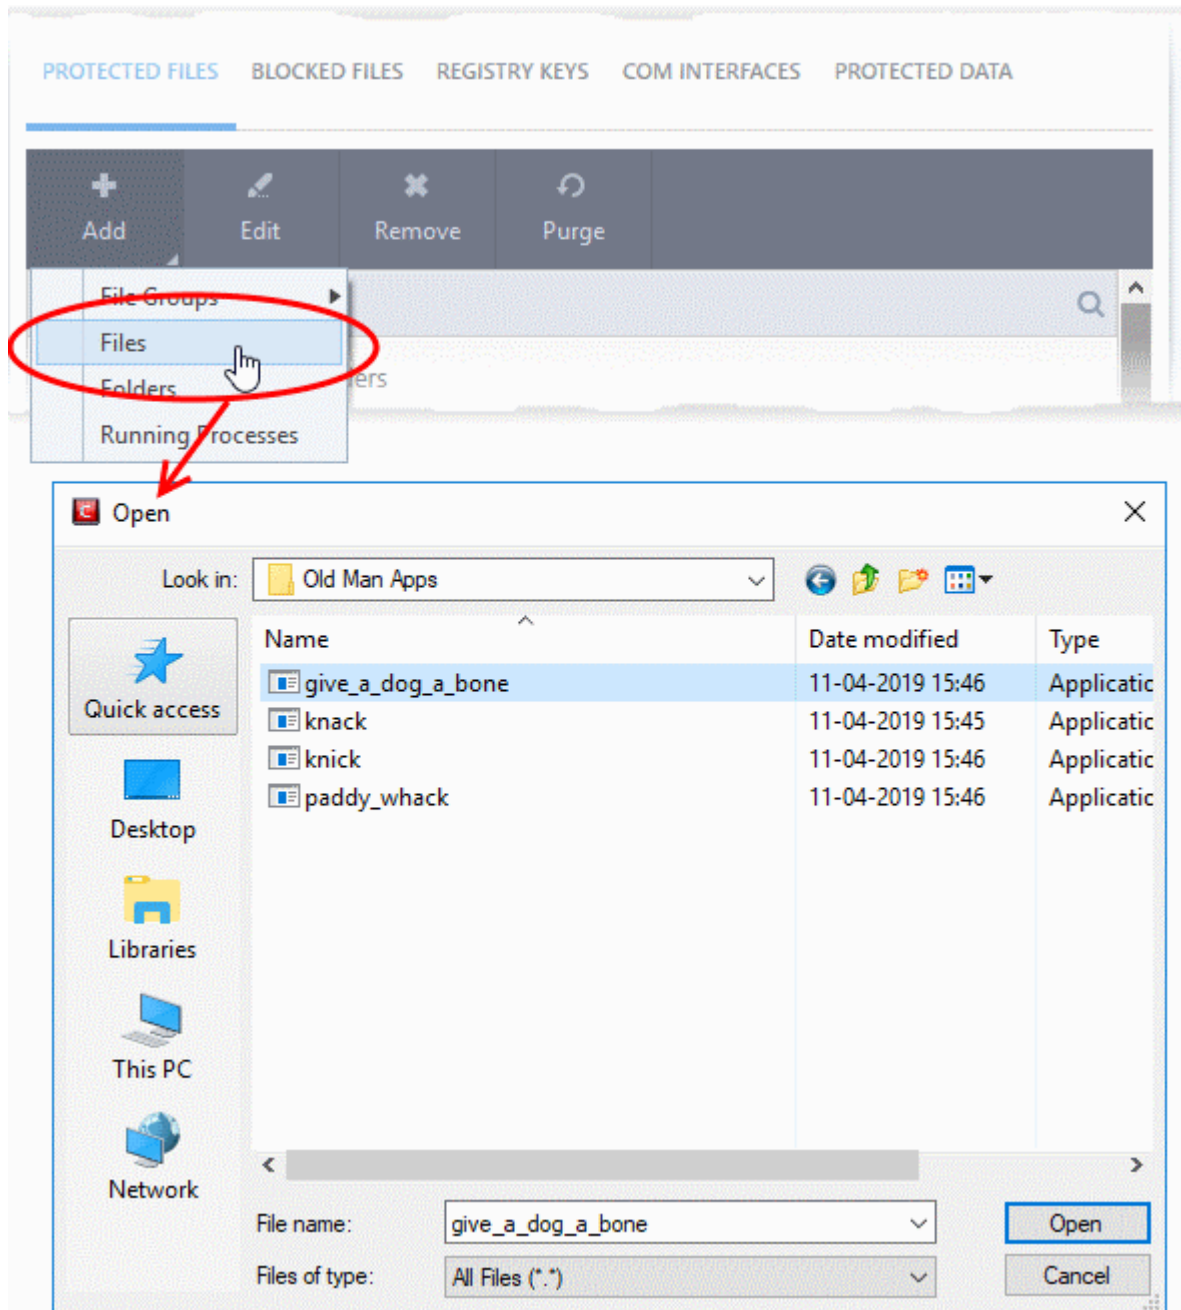 PROTECTED FILES BLOCKED FILES REGISTRY KEYS COM INTERFACES PROTECTED DATA
Add Edit Remove Purge
File Groups
Files
Folders
ers
Running Processes
C Open
Look in: Old Man Apps
Name Date modified Type
give_a_dog_a_bone 11-04-2019 15:46 Applicatic
Quick access
knack 11-04-2019 15:45 Applicatic
knick 11-04-2019 15:46 Applicatic
paddy_whack 11-04-2019 15:46 Applicatic
Desktop
Libraries
This PC
Network
File name: give_a_dog_a_bone Open
Files of type: All Files (*.*) Cancel